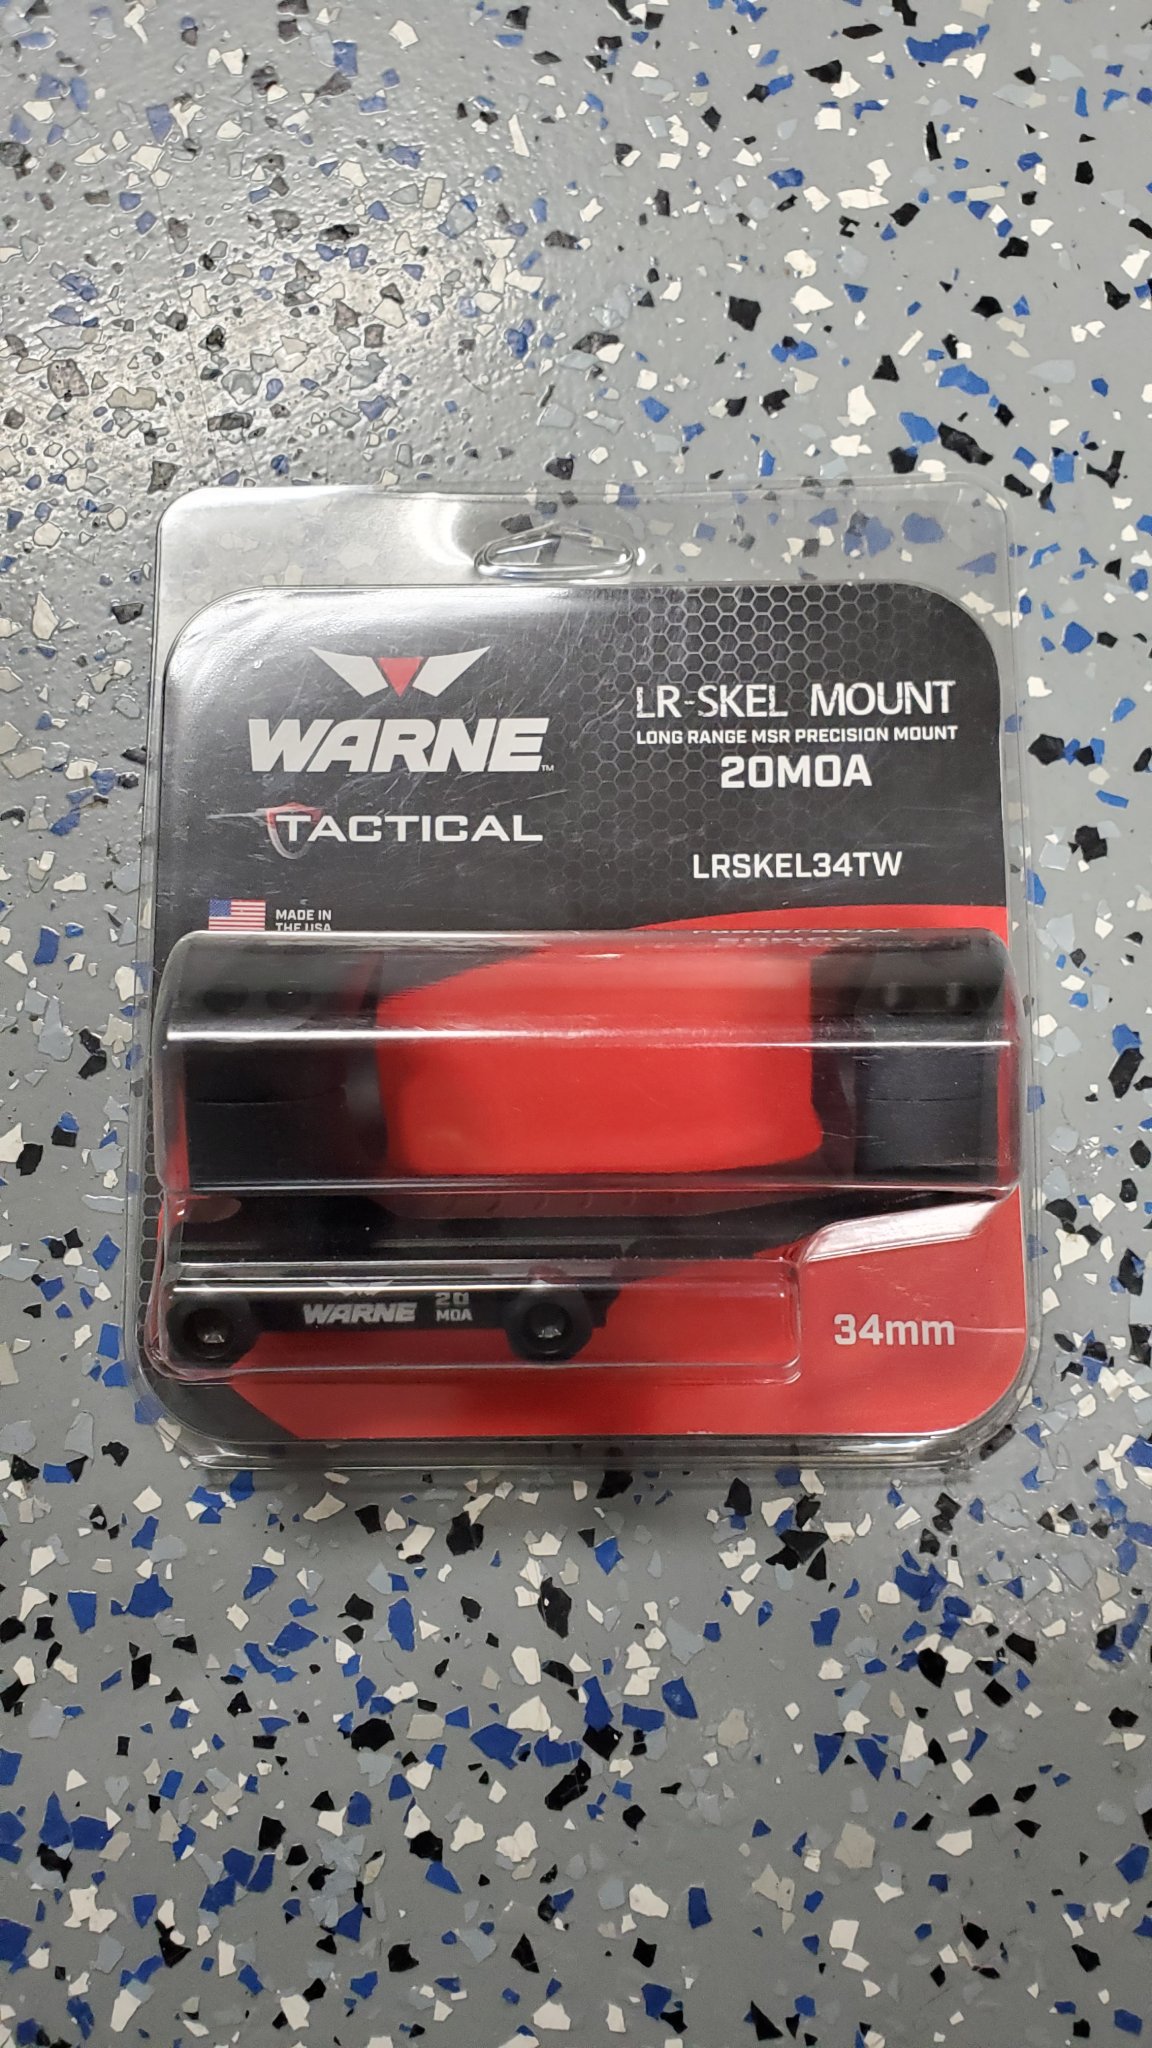 WARNE™
TACTICAL
LR-SKEL MOUNT
LONG RANGE MSR PRECISION MOUNT
20MOA
LRSKEL34TW
MADE IN
THE USA
WARNE
20
MOA
34mm